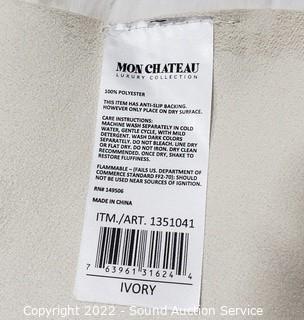 MON CHATEAU
LUXURY COLLECTION
100% POLYESTER
THIS ITEM HAS ANTI-SLIP BACKING.
HOWEVER ONLY PLACE ON DRY SURFACE.
CARE INSTRUCTIONS:
MACHINE WASH SEPARATELY IN COLD
WATER, GENTLE CYCLE, WITH MILD
DETERGENT. WASH DARK COLORS
SEPARATELY. DO NOT BLEACH. LINE DRY
OR FLAT DRY. DO NOT IRON. DRY CLEAN
RECOMMENDED. ONCE DRY, SHAKE TO
RESTORE FLUFFINESS.
FLAMMABLE – (FAILS US. DEPARTMENT OF
COMMERCE STANDARD FF2-70): SHOULD
NOT BE USED NEAR SOURCES OF IGNITION.
RN# 149506
MADE IN CHINA
ITM./ART. 1351041
7 63961 31624 4
IVORY
Copyright © 2022 - Sound Auction Service